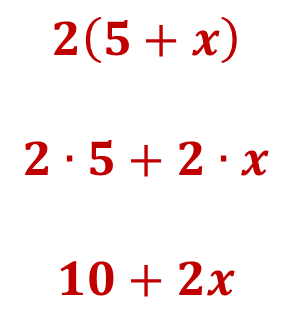 2(5 + x)
2 · 5 + 2 · x
10 + 2x